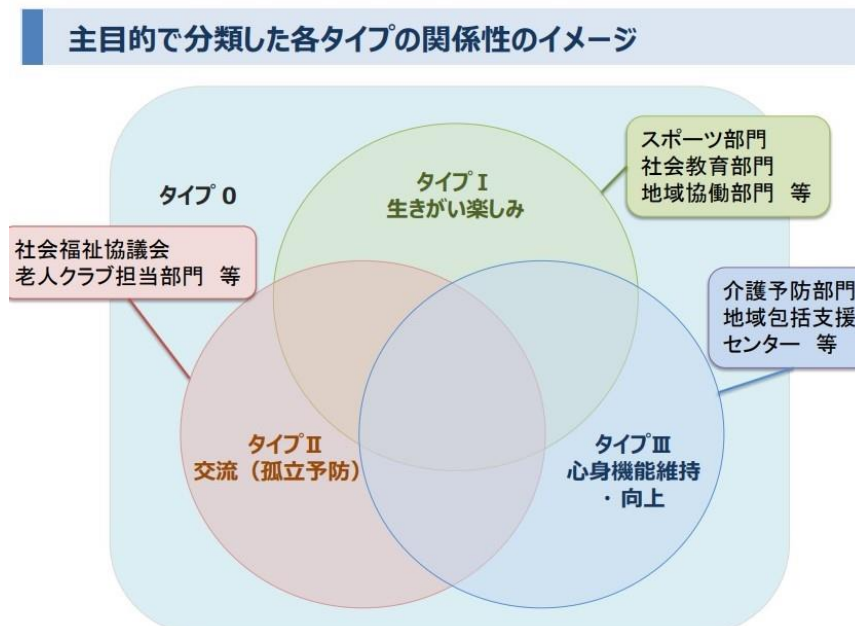 主目的で分類した各タイプの関係性のイメージ
タイプ 0
タイプ I
生きがい楽しみ
スポーツ部門
社会教育部門
地域協働部門 等
社会福祉協議会
老人クラブ担当部門 等
介護予防部門
地域包括支援
センター 等
タイプⅡ
交流（孤立予防）
タイプⅢ
心身機能維持
・向上